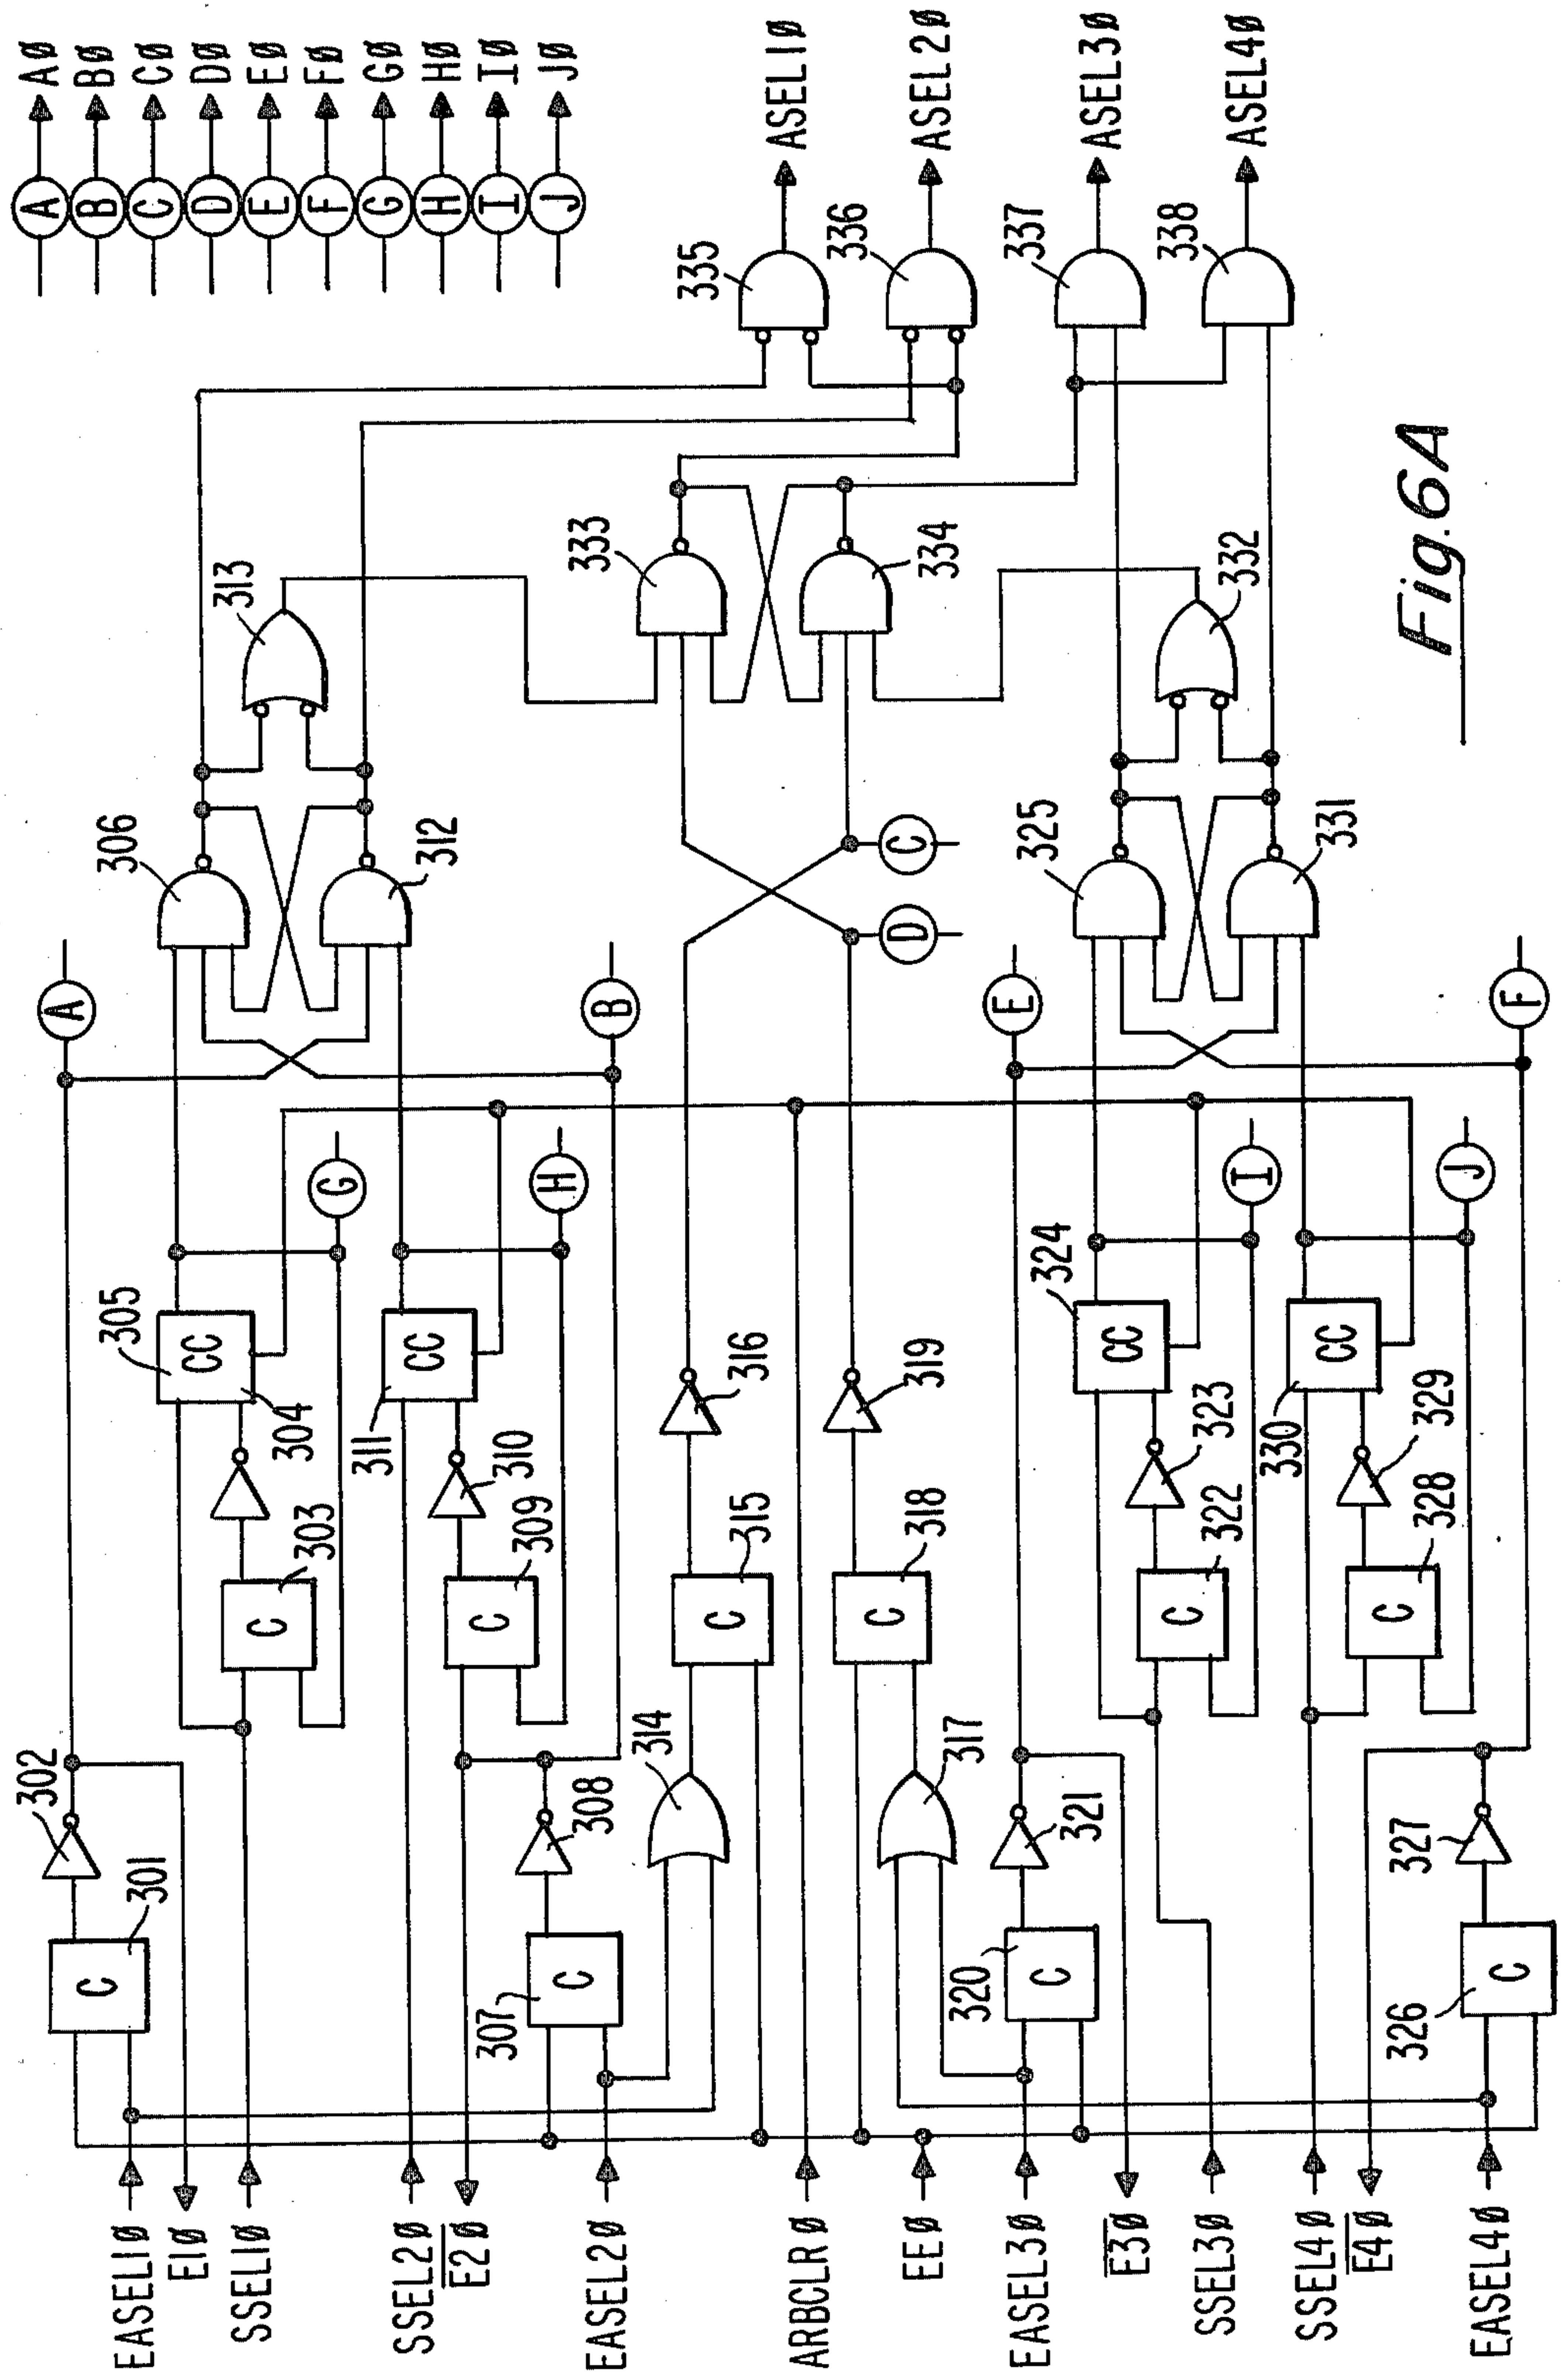 A AØ
B BØ
C CØ
D DØ
E EØ
F FØ
G GØ
H HØ
I IØ
J JØ
EASEL1Ø
E1Ø
SSEL1Ø
SSEL2Ø
E2Ø
EASEL2Ø
ARBCLRØ
EEØ
EASEL3Ø
E3Ø
SSEL3Ø
SSEL4Ø
E4Ø
EASEL4Ø
C 301
302
C 303
304
CC 305
306
C 307
308
C 309
310
CC 311
312
313
314
C 315
316
317
C 318
319
C 320
321
C 322
323
CC 324
325
C 326
327
C 328
329
CC 330
331
332
333
334
335
336
337
338
A
B
C
D
E
F
G
H
I
J
ASEL1Ø
ASEL2Ø
ASEL3Ø
ASEL4Ø
Fig.6A